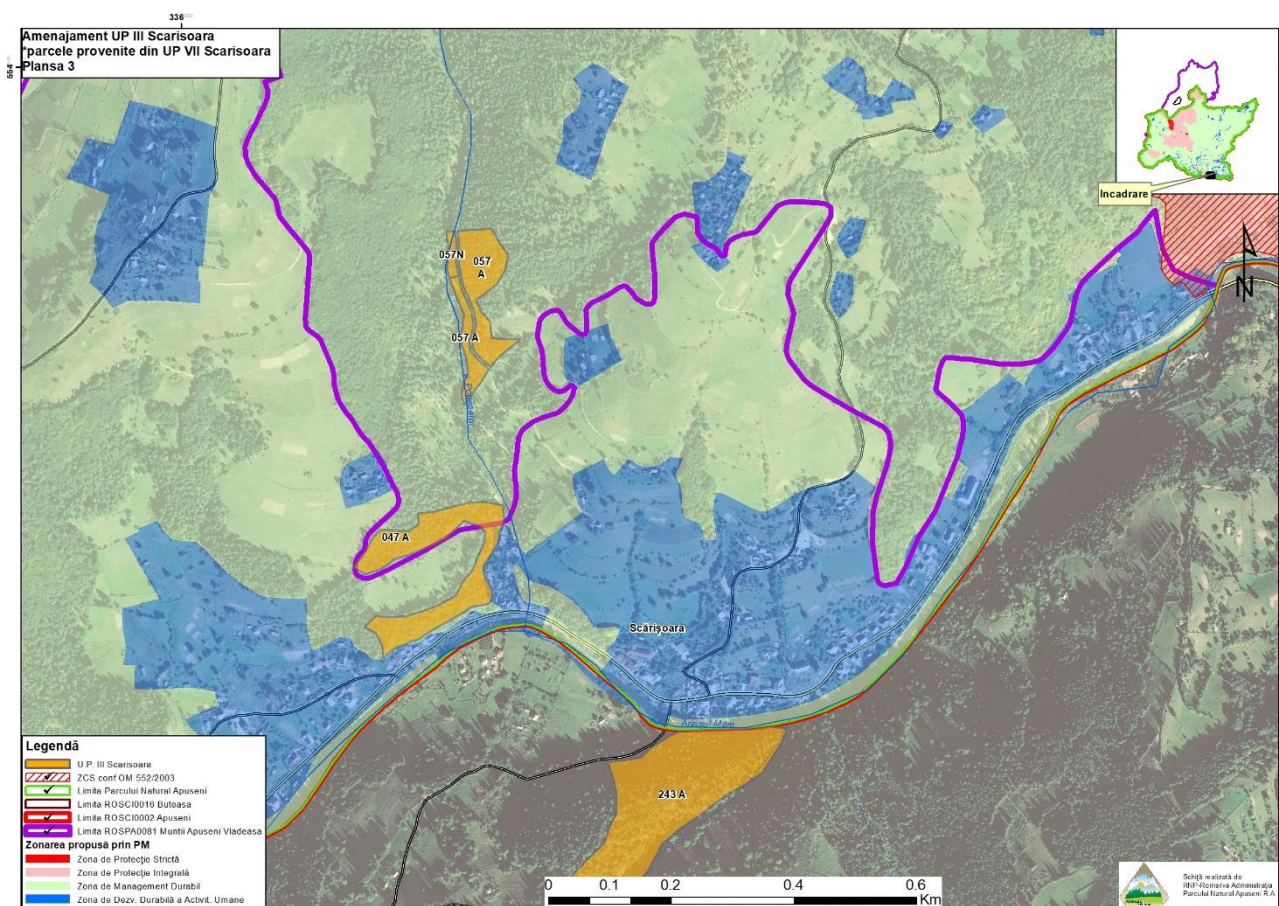 336
554
Amenajament UP III Scarisoara
*parcele provenite din UP VII Scarisoara
Plansa 3
Incadrare
N
057N
057
A
057 A
047 A
Scărișoara
243 A
Legendă
U.P. III Scarisoara
ZCS conf OM 552/2003
Limita Parcului Natural Apuseni
Limita ROSCI0016 Buteasa
Limita ROSCI0002 Apuseni
Limita ROSPA0081 Muntii Apuseni Vladeasa
Zonarea propusă prin PM
Zona de Protecție Strictă
Zona de Protecție Integrală
Zona de Management Durabil
Zona de Dezv. Durabilă a Activit. Umane
0 0.1 0.2 0.4 0.6
Km
Schiță realizată de
RNP-Romsilva Administrația
Parcului Natural Apuseni R.A.